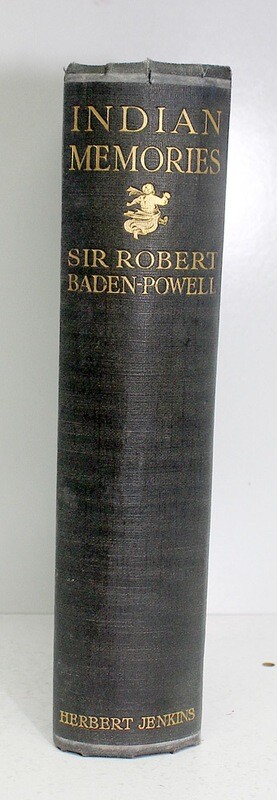 INDIAN
MEMORIES
SIR ROBERT
BADEN-POWELL
HERBERT JENKINS